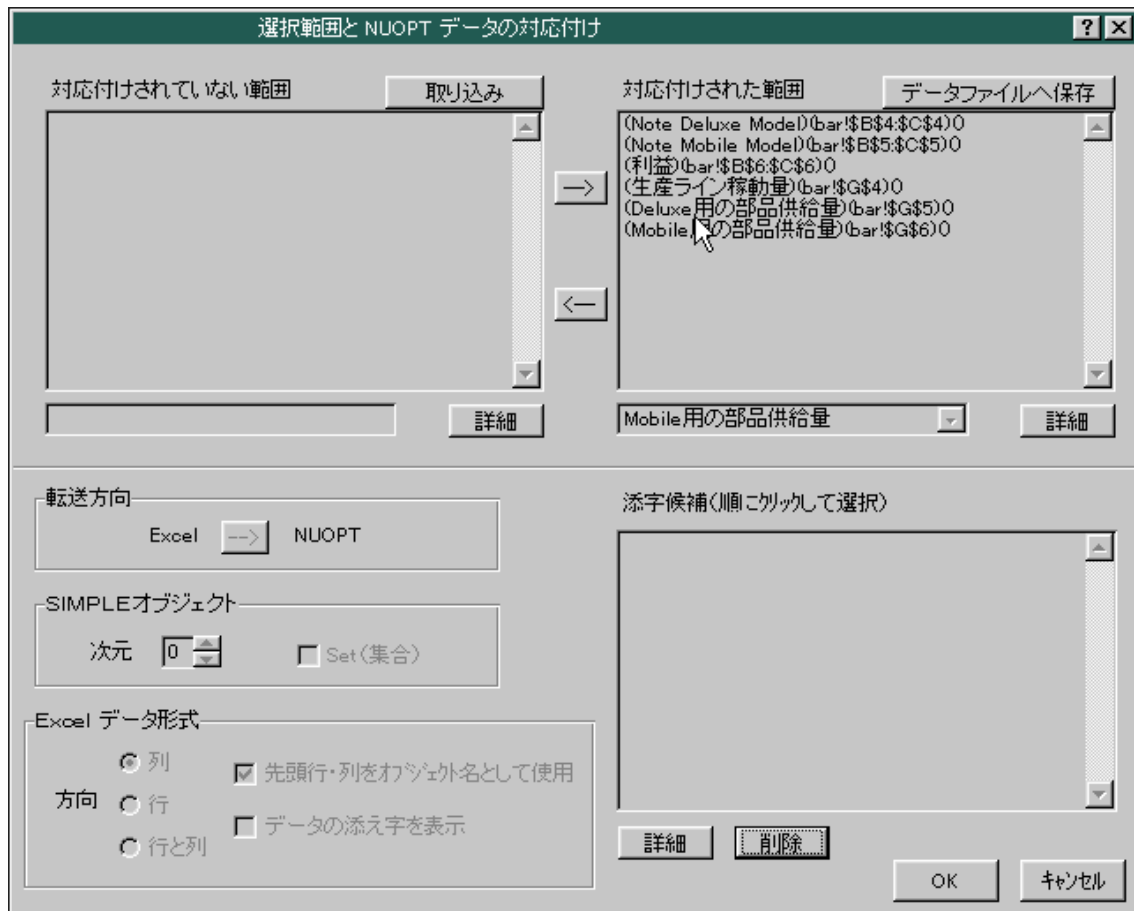 選択範囲と NUOPT データの対応付け
対応付けされていない範囲
取り込み
対応付けされた範囲
データファイルへ保存
(Note Deluxe Model)(bar!$B$4:$C$4)()
(Note Mobile Model)(bar!$B$5:$C$5)()
(利益)(bar!$B$6:$C$6)()
(生産ライン稼動量)(bar!$G$4)()
(Deluxe用の部品供給量)(bar!$G$5)()
(Mobile用の部品供給量)(bar!$G$6)()
-->
<--
詳細
Mobile用の部品供給量
詳細
転送方向
Excel --> NUOPT
添字候補(順にクリックして選択)
SIMPLEオブジェクト
次元 0
Set(集合)
Excel データ形式
方向
列
行
行と列
先頭行・列をオブジェクト名として使用
データの添え字を表示
詳細
削除
OK
キャンセル